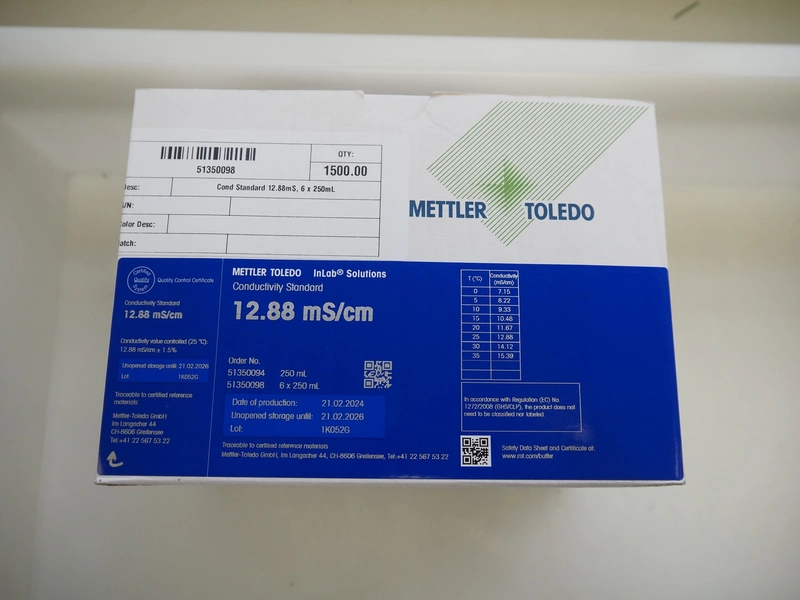 51350098
QTY:
1500.00
esc:
Cond Standard 12.88mS, 6 x 250mL
/N:
olor Desc:
atch:
METTLER TOLEDO
Certified
Quality
System
Quality Control Certificate
Conductivity Standard
12.88 mS/cm
Conductivity value controlled (25 °C):
12.88 mS/cm ± 1.5%
Unopened storage until: 21.02.2026
Lot: 1K052G
Traceable to certified reference
materials
Mettler-Toledo GmbH
Im Langacher 44
CH-8606 Greifensee
Tel:+41 22 567 53 22
METTLER TOLEDO InLab® Solutions
Conductivity Standard
12.88 mS/cm
Order No.
51350094 250 mL
51350098 6 x 250 mL
Date of production: 21.02.2024
Unopened storage until: 21.02.2026
Lot: 1K052G
Traceable to certified reference materials
Mettler-Toledo GmbH, Im Langacher 44, CH-8606 Greifensee, Tel:+41 22 567 53 22
T (°C) Conductivity (mS/cm)
0 7.15
5 8.22
10 9.33
15 10.48
20 11.67
25 12.88
30 14.12
35 15.39
In accordance with Regulation (EC) No.
1272/2008 (GHS/CLP), the product does not
need to be classified nor labeled.
Safety Data Sheet and Certificate at:
www.mt.com/buffer